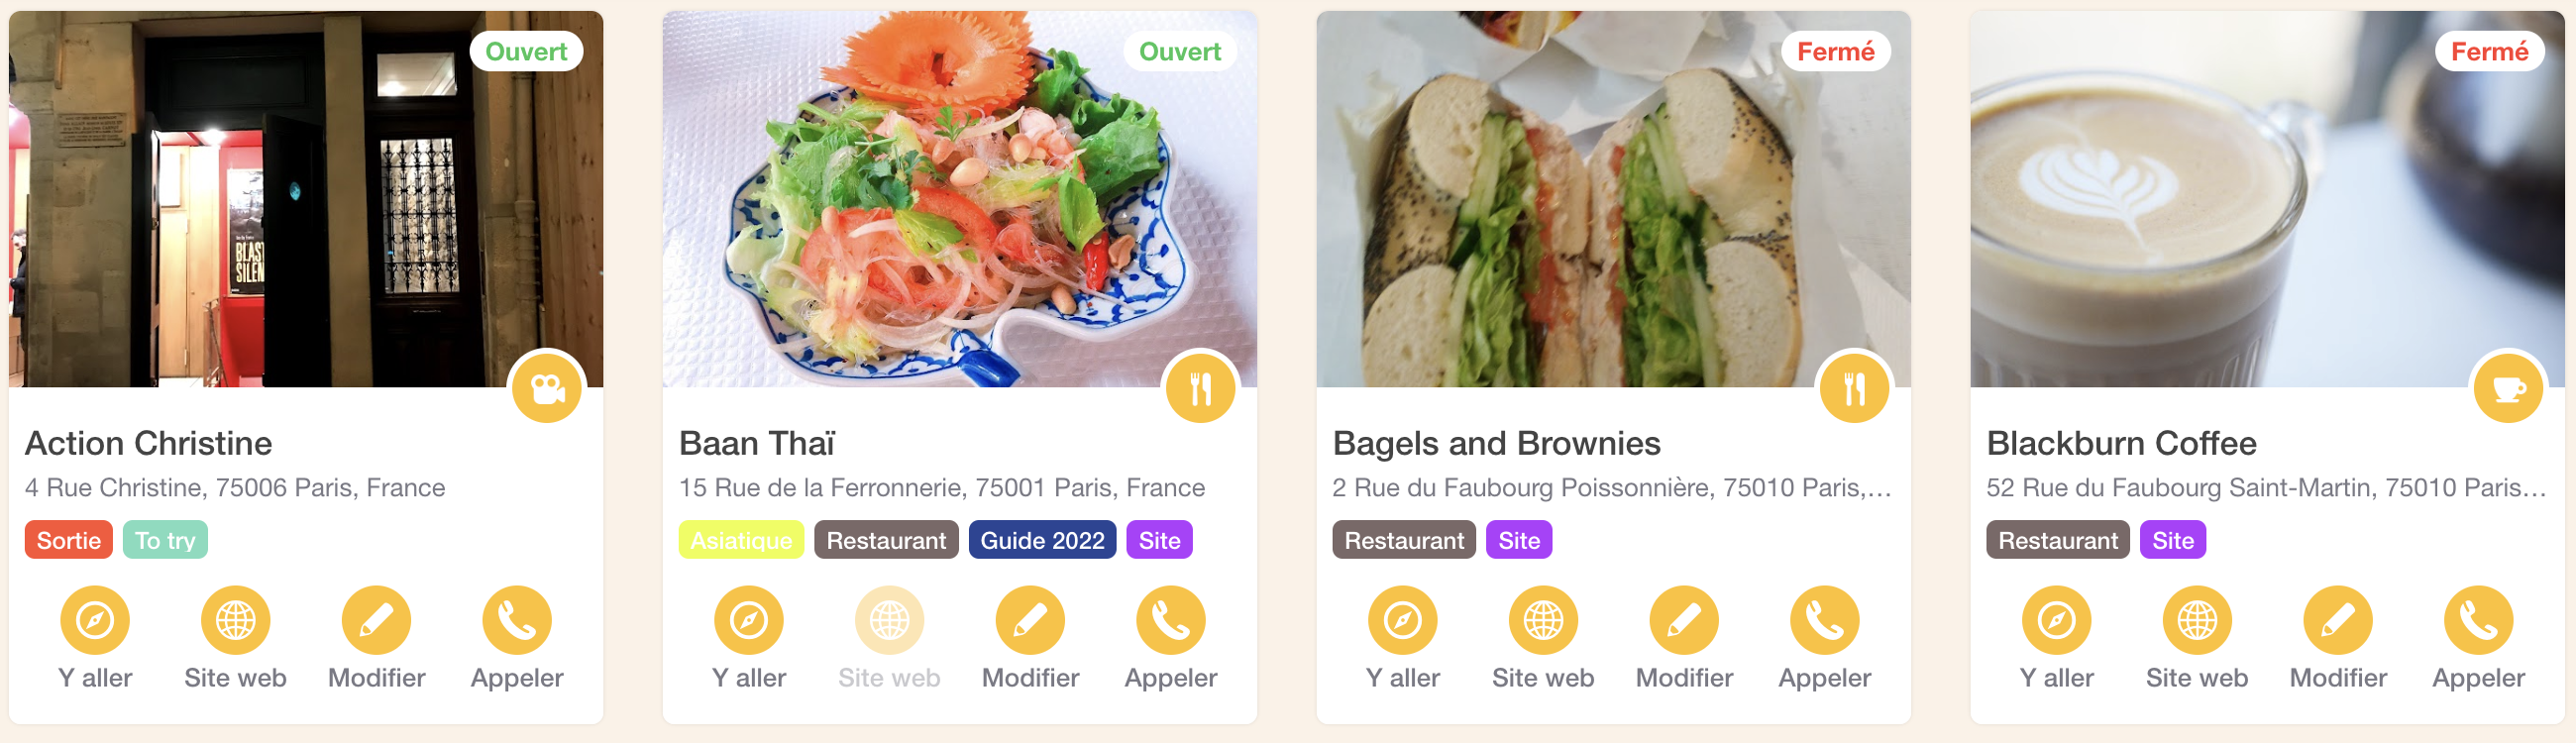 Ouvert
BLAST
SILEN
Action Christine
4 Rue Christine, 75006 Paris, France
Sortie
To try
Y aller
Site web
Modifier
Appeler
Ouvert
Baan Thaï
15 Rue de la Ferronnerie, 75001 Paris, France
Asiatique
Restaurant
Guide 2022
Site
Y aller
Site web
Modifier
Appeler
Fermé
Bagels and Brownies
2 Rue du Faubourg Poissonnière, 75010 Paris,…
Restaurant
Site
Y aller
Site web
Modifier
Appeler
Fermé
Blackburn Coffee
52 Rue du Faubourg Saint-Martin, 75010 Paris…
Restaurant
Site
Y aller
Site web
Modifier
Appeler